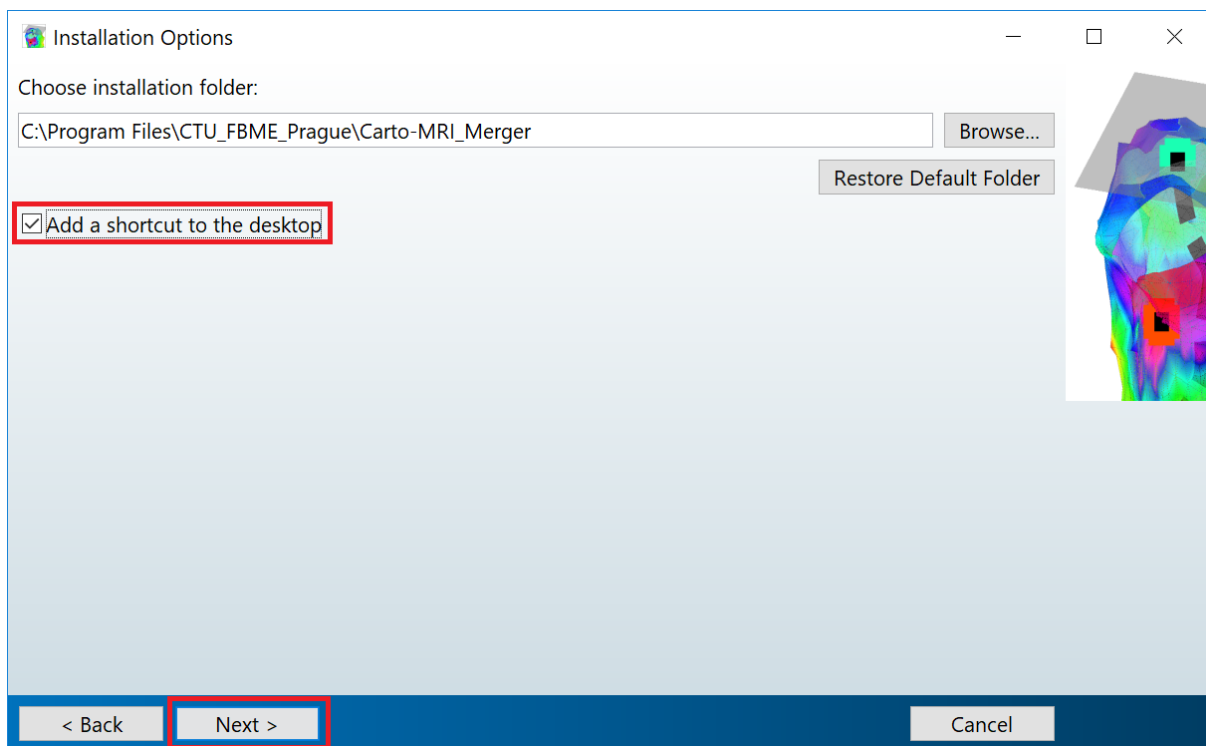 Installation Options
Choose installation folder:
C:\Program Files\CTU_FBME_Prague\Carto-MRI_Merger
Browse...
Restore Default Folder
Add a shortcut to the desktop
< Back
Next >
Cancel